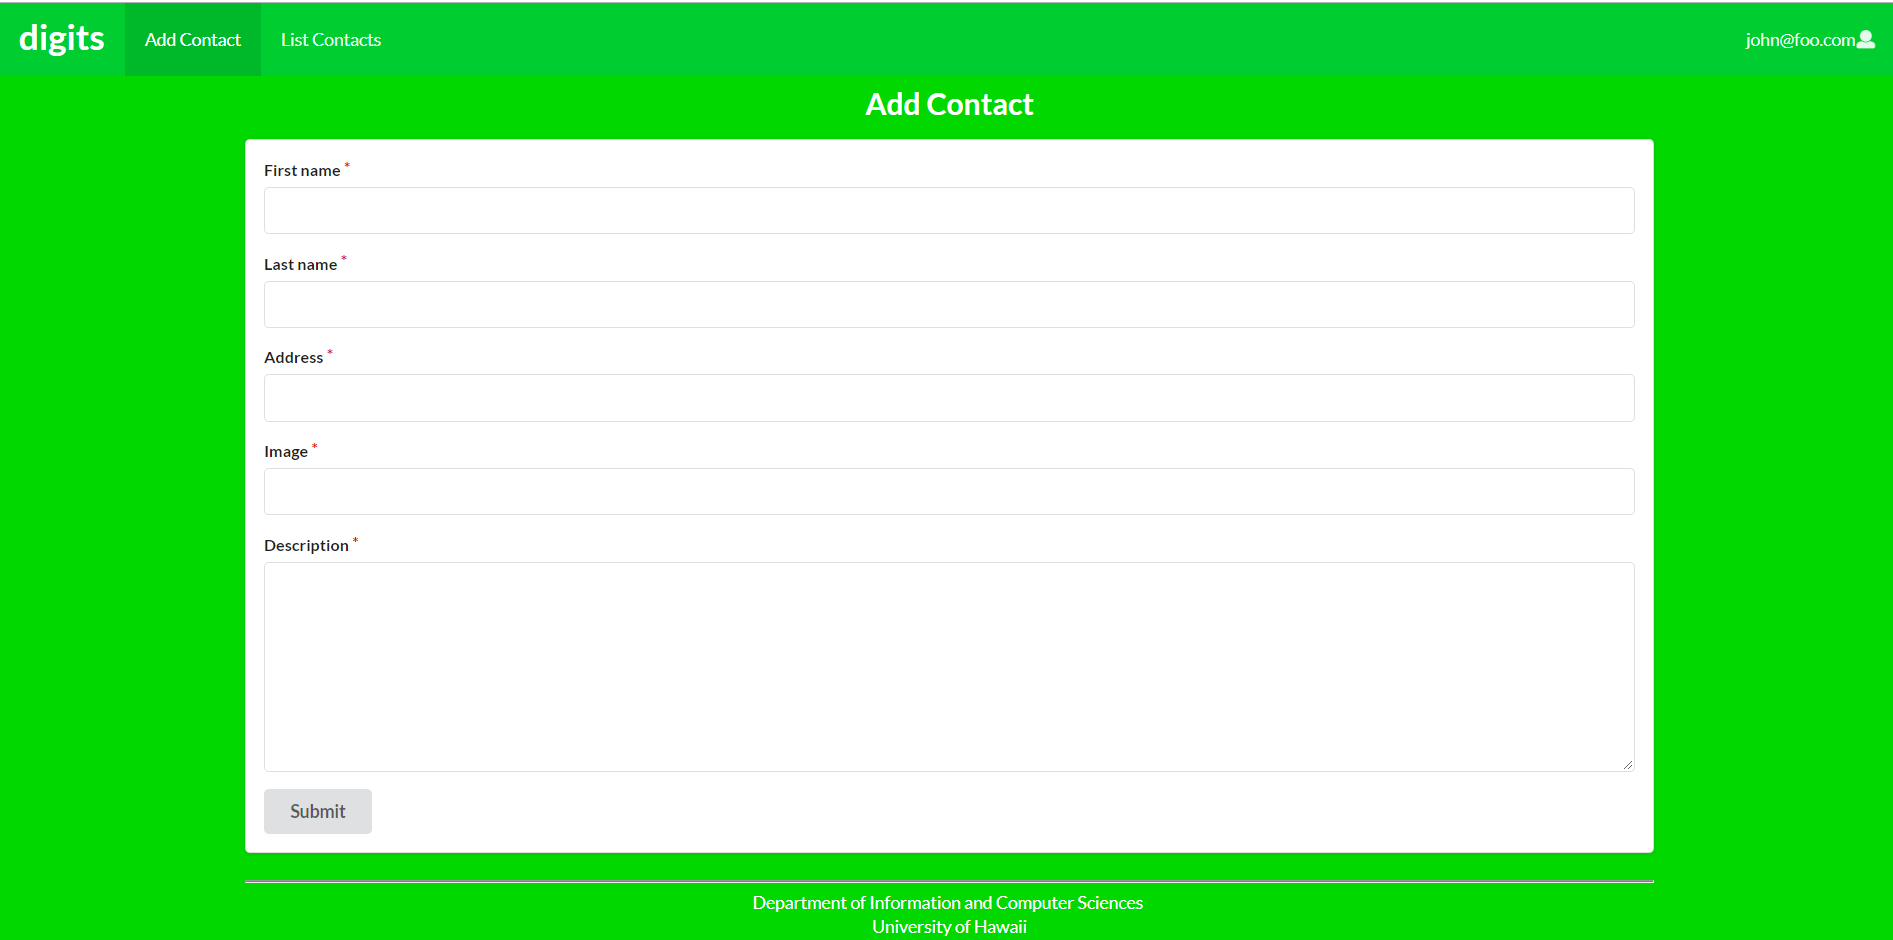 digits
Add Contact
List Contacts
john@foo.com
Add Contact
First name *
Last name *
Address *
Image *
Description *
Submit
Department of Information and Computer Sciences
University of Hawaii